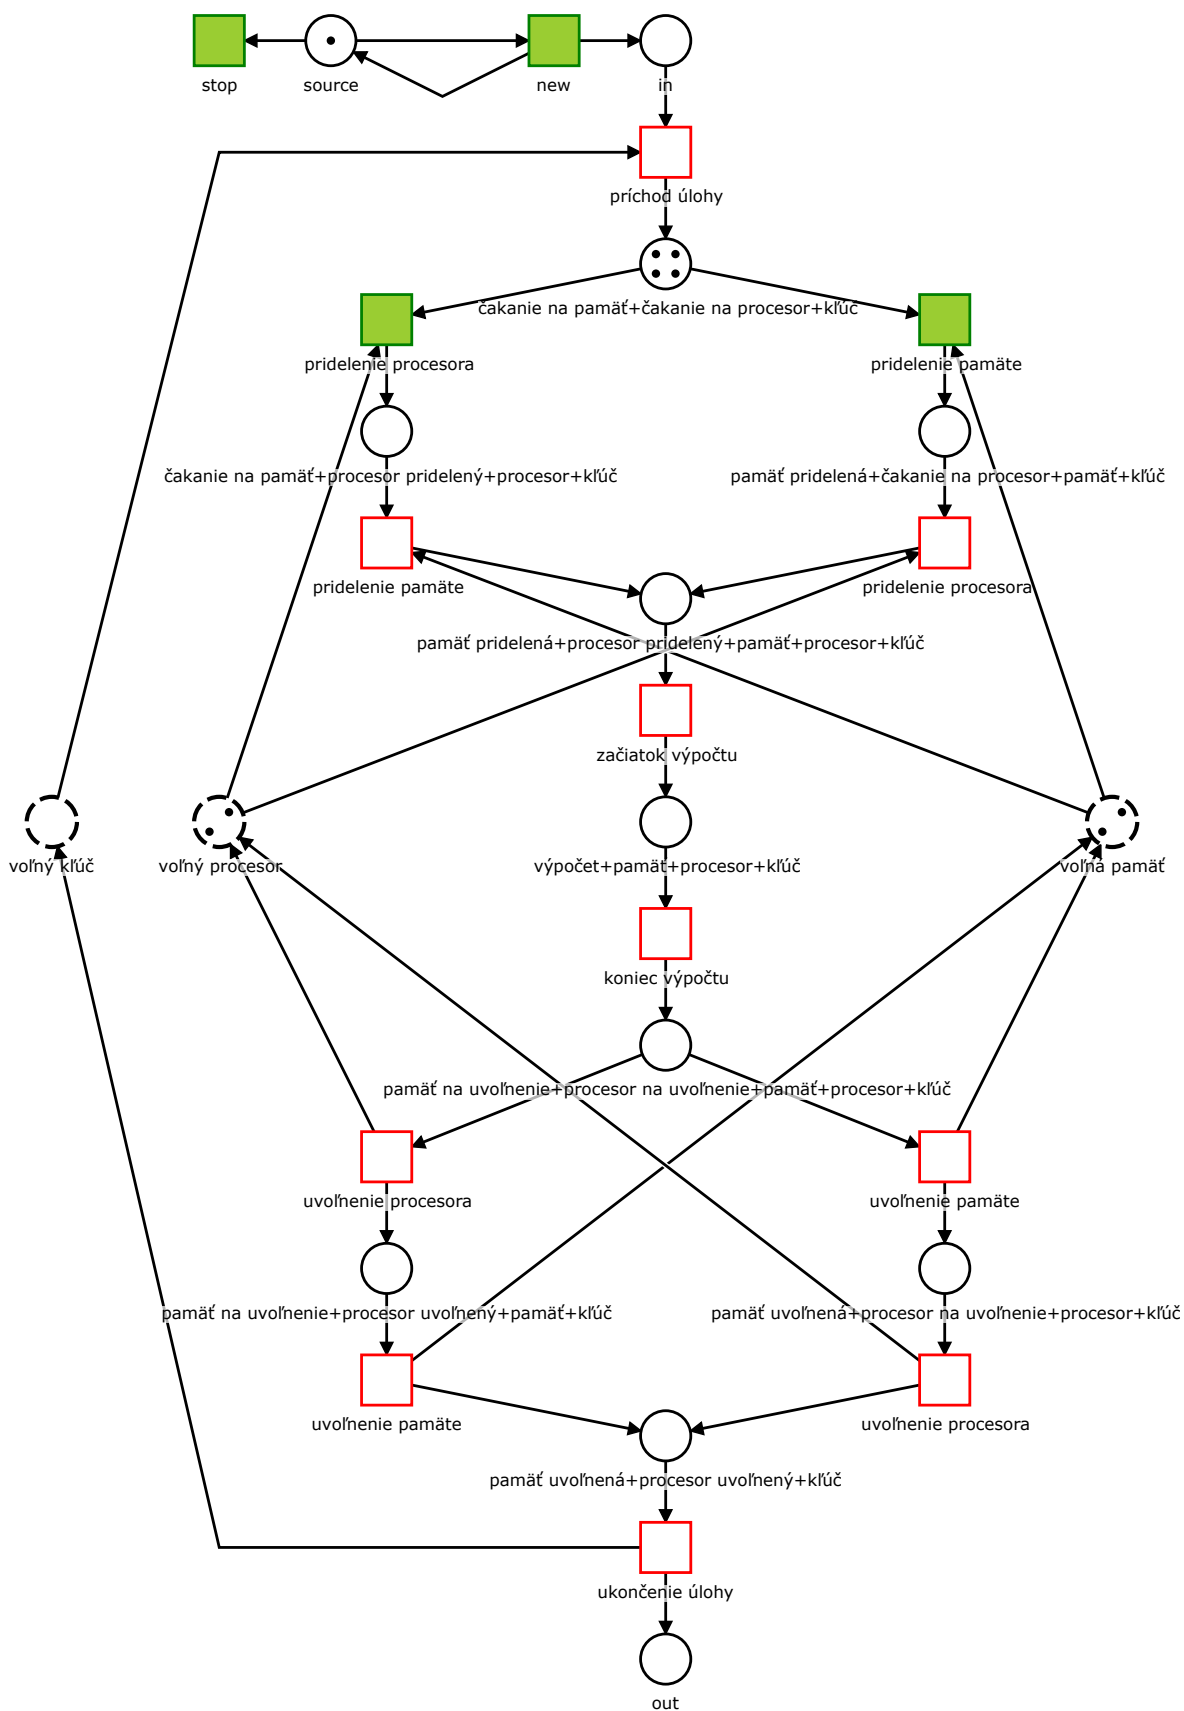 stop
source
new
in
príchod úlohy
čakanie na pamäť+čakanie na procesor+kľúč
pridelenie procesora
pridelenie pamäte
čakanie na pamäť+procesor pridelený+procesor+kľúč
pamäť pridelená+čakanie na procesor+pamäť+kľúč
pridelenie pamäte
pridelenie procesora
pamäť pridelená+procesor pridelený+pamäť+procesor+kľúč
začiatok výpočtu
voľný kľúč
voľný procesor
výpočet+pamäť+procesor+kľúč
voľná pamäť
koniec výpočtu
pamäť na uvoľnenie+procesor na uvoľnenie+pamäť+procesor+kľúč
uvoľnenie procesora
uvoľnenie pamäte
pamäť na uvoľnenie+procesor uvoľnený+pamäť+kľúč
pamäť uvoľnená+procesor na uvoľnenie+procesor+kľúč
uvoľnenie pamäte
uvoľnenie procesora
pamäť uvoľnená+procesor uvoľnený+kľúč
ukončenie úlohy
out